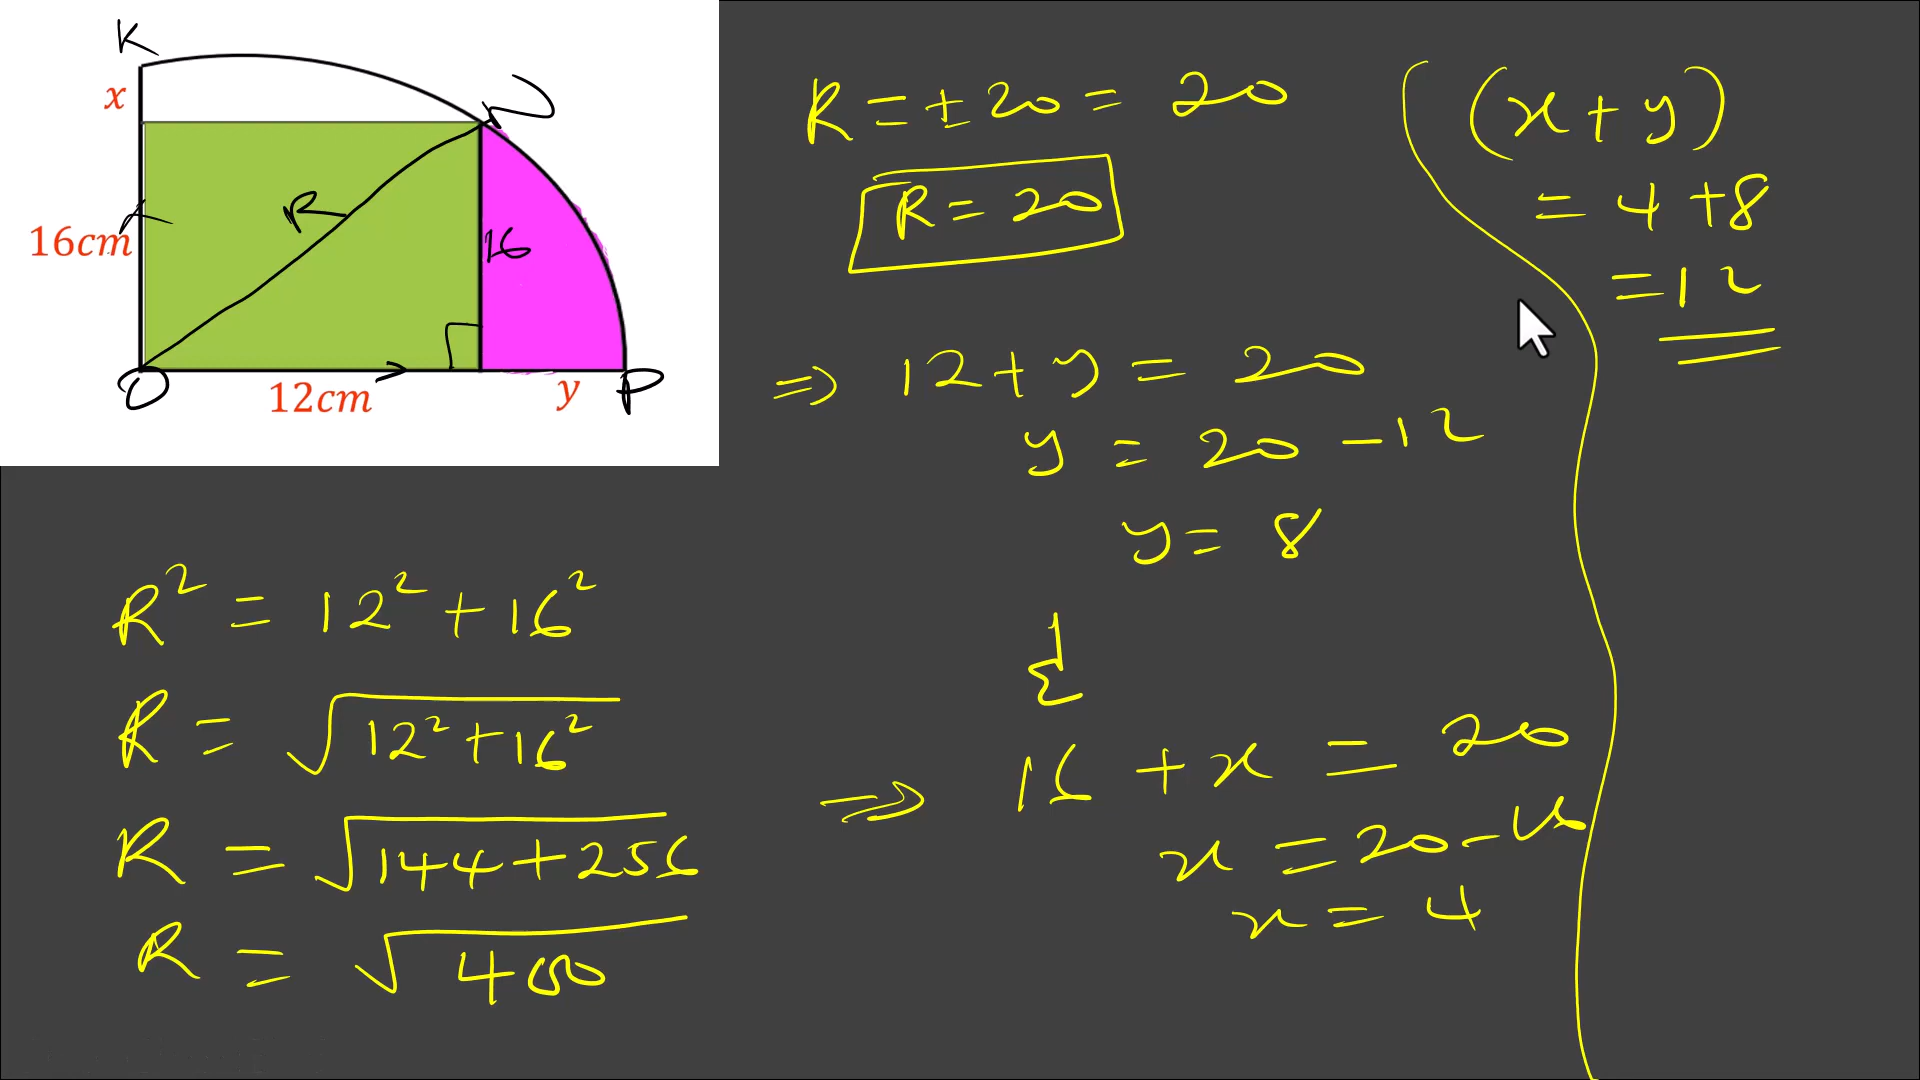 K
x
N
R
16cm
16
O
12cm
y
P
R² = 12² + 16²
R = √(12² + 16²)
R = √(144 + 256)
R = √400
R = ± 20 = 20
R = 20
⇒ 12 + y = 20
y = 20 - 12
y = 8
⇒ 16 + x = 20
x = 20 - 16
x = 4
(x + y)
= 4 + 8
= 12